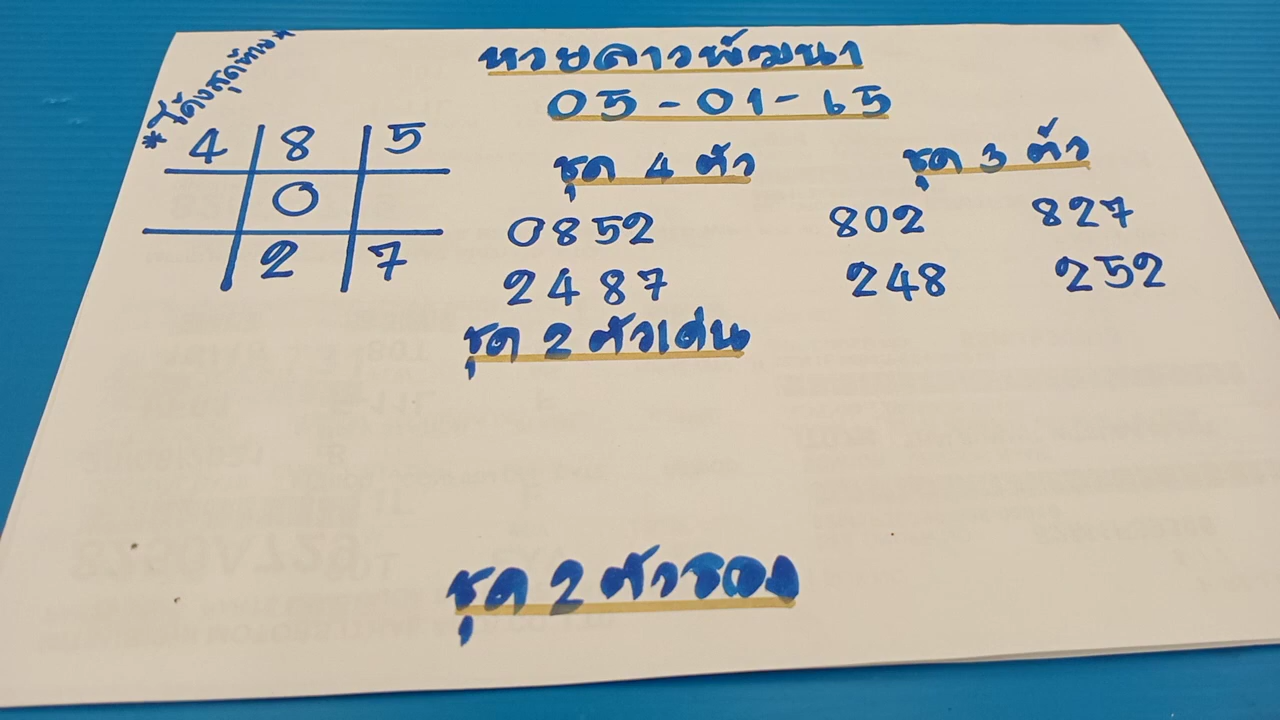 *โค้งสุดท้าย*
หวยลาวพัฒนา
05-01-65
4 8 5
0
2 7
ชุด 4 ตัว
0852
2487
ชุด 3 ตัว
802 827
248 252
ชุด 2 ตัวเด่น
ชุด 2 ตัวรอง